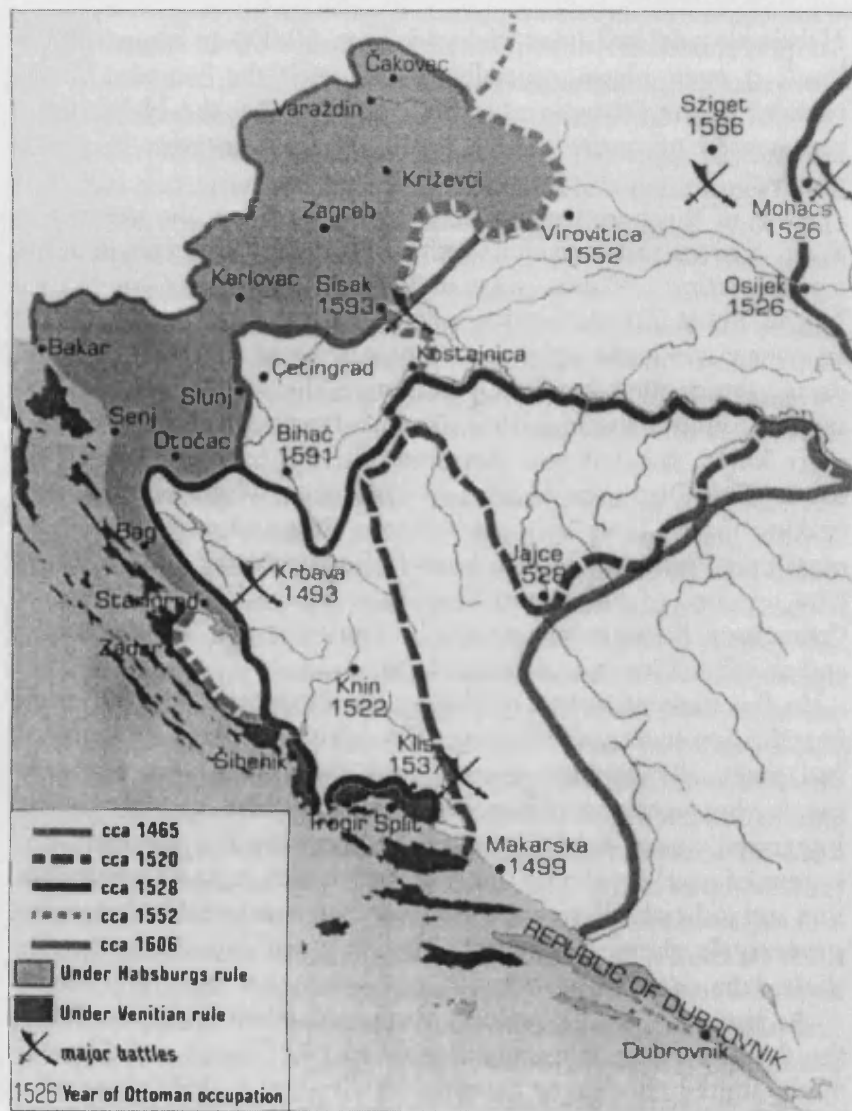 Čakovac
Varaždin
Sziget
1566
Križevci
Mohacs
1526
Zagreb
Virovitica
1552
Karlovac
Sisak
1593
Osijek
1526
Bakar
Kostajnica
Cetingrad
Slunj
Senj
Otočac
Bihać
1591
Bag
Krbava
1493
Jajce
1528
Starigrad
Zadar
Knin
1522
Šibenik
Klis
1537
Trogir Split
Makarska
1499
REPUBLIC OF DUBROVNIK
Dubrovnik
cca 1465
cca 1520
cca 1528
cca 1552
cca 1606
Under Habsburgs rule
Under Venitian rule
major battles
1526 Year of Ottoman occupation